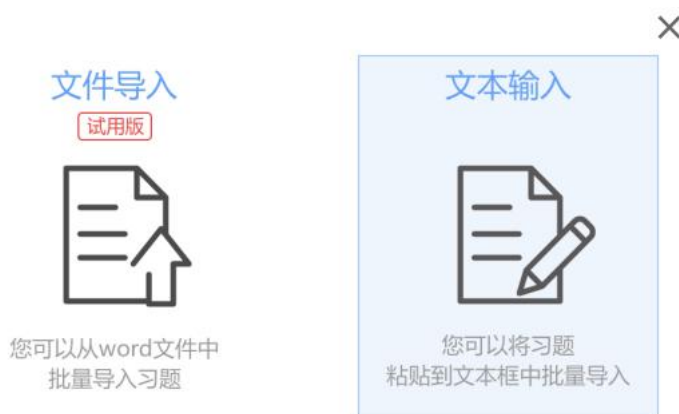 文件导入
试用版
您可以从word文件中
批量导入习题
文本输入
您可以将习题
粘贴到文本框中批量导入